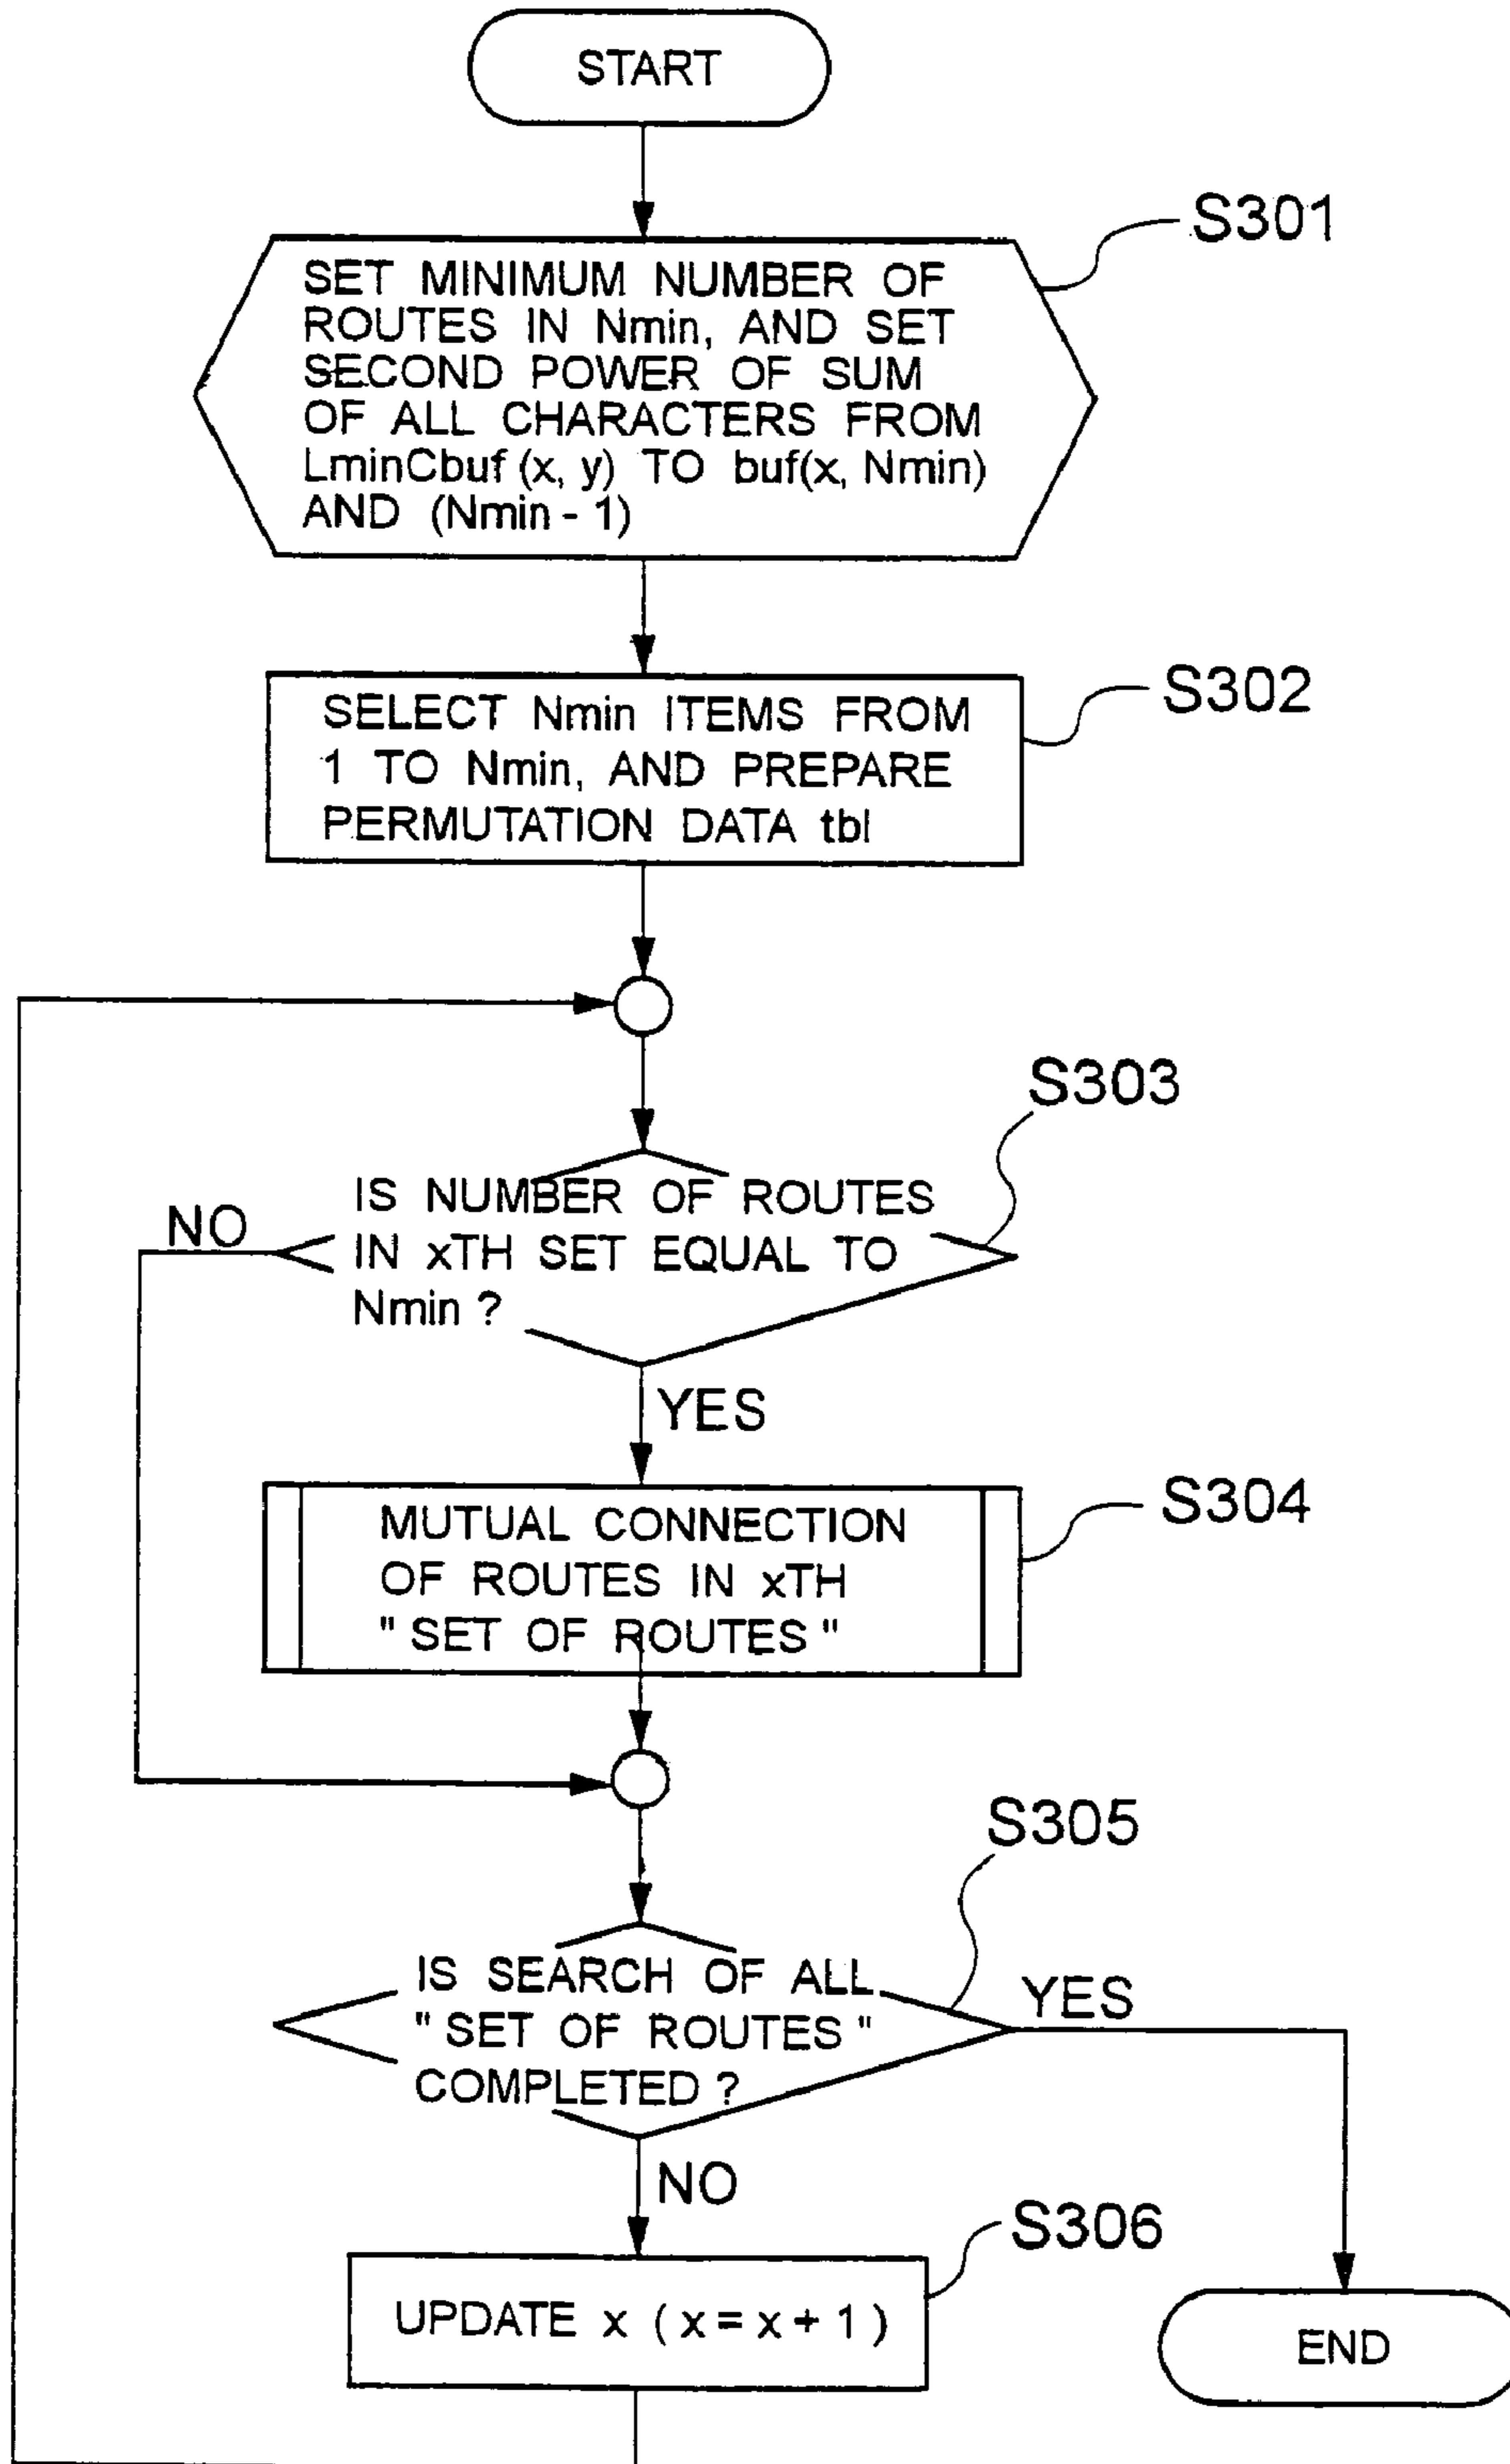 START
S301
SET MINIMUM NUMBER OF
ROUTES IN Nmin, AND SET
SECOND POWER OF SUM
OF ALL CHARACTERS FROM
LminCbuf (x, y) TO buf(x, Nmin)
AND (Nmin - 1)
S302
SELECT Nmin ITEMS FROM
1 TO Nmin, AND PREPARE
PERMUTATION DATA tbl
S303
IS NUMBER OF ROUTES
IN xTH SET EQUAL TO
Nmin ?
NO
YES
S304
MUTUAL CONNECTION
OF ROUTES IN xTH
" SET OF ROUTES "
S305
IS SEARCH OF ALL
" SET OF ROUTES "
COMPLETED ?
YES
NO
S306
UPDATE x ( x = x + 1 )
END